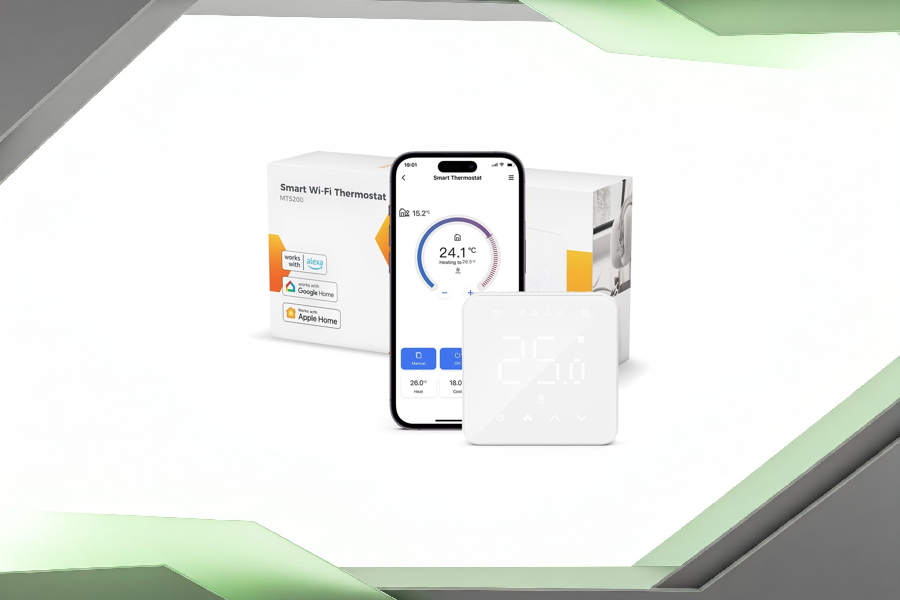 Smart Wi-Fi Thermostat
MTS200
works with alexa
works with
Google Home
Works with
Apple Home
19:01
Smart Thermostat
15.2°C
24.1°C
Heating to 26.5°C
Manual
On
26.0°C
Heat
18.0
Cool
25.0